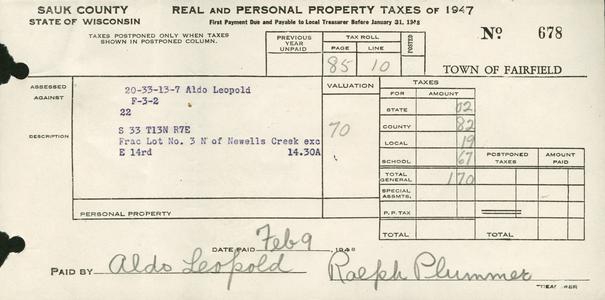 SAUK COUNTY
STATE OF WISCONSIN
REAL AND PERSONAL PROPERTY TAXES OF 1947
First Payment Due and Payable to Local Treasurer Before January 31, 1948
No 678
TAXES POSTPONED ONLY WHEN TAXES
SHOWN IN POSTPONED COLUMN.
PREVIOUS
YEAR
UNPAID
TAX ROLL
PAGE LINE
85 10
POSTED
TOWN OF FAIRFIELD
ASSESSED
AGAINST
20-33-13-7 Aldo Leopold
F-3-2
22
DESCRIPTION
S 33 T13N R7E
Frac Lot No. 3 N of Newells Creek exc
E 14rd 14.30A
PERSONAL PROPERTY
VALUATION
70
TAXES
FOR AMOUNT
STATE 02
COUNTY 82
LOCAL 19
SCHOOL 67
POSTPONED
TAXES
AMOUNT
PAID
TOTAL
GENERAL 170
SPECIAL
ASSMTS.
P. P. TAX
TOTAL TOTAL
DATE PAID Feb 9, 1948
PAID BY Aldo Leopold Ralph Plummer